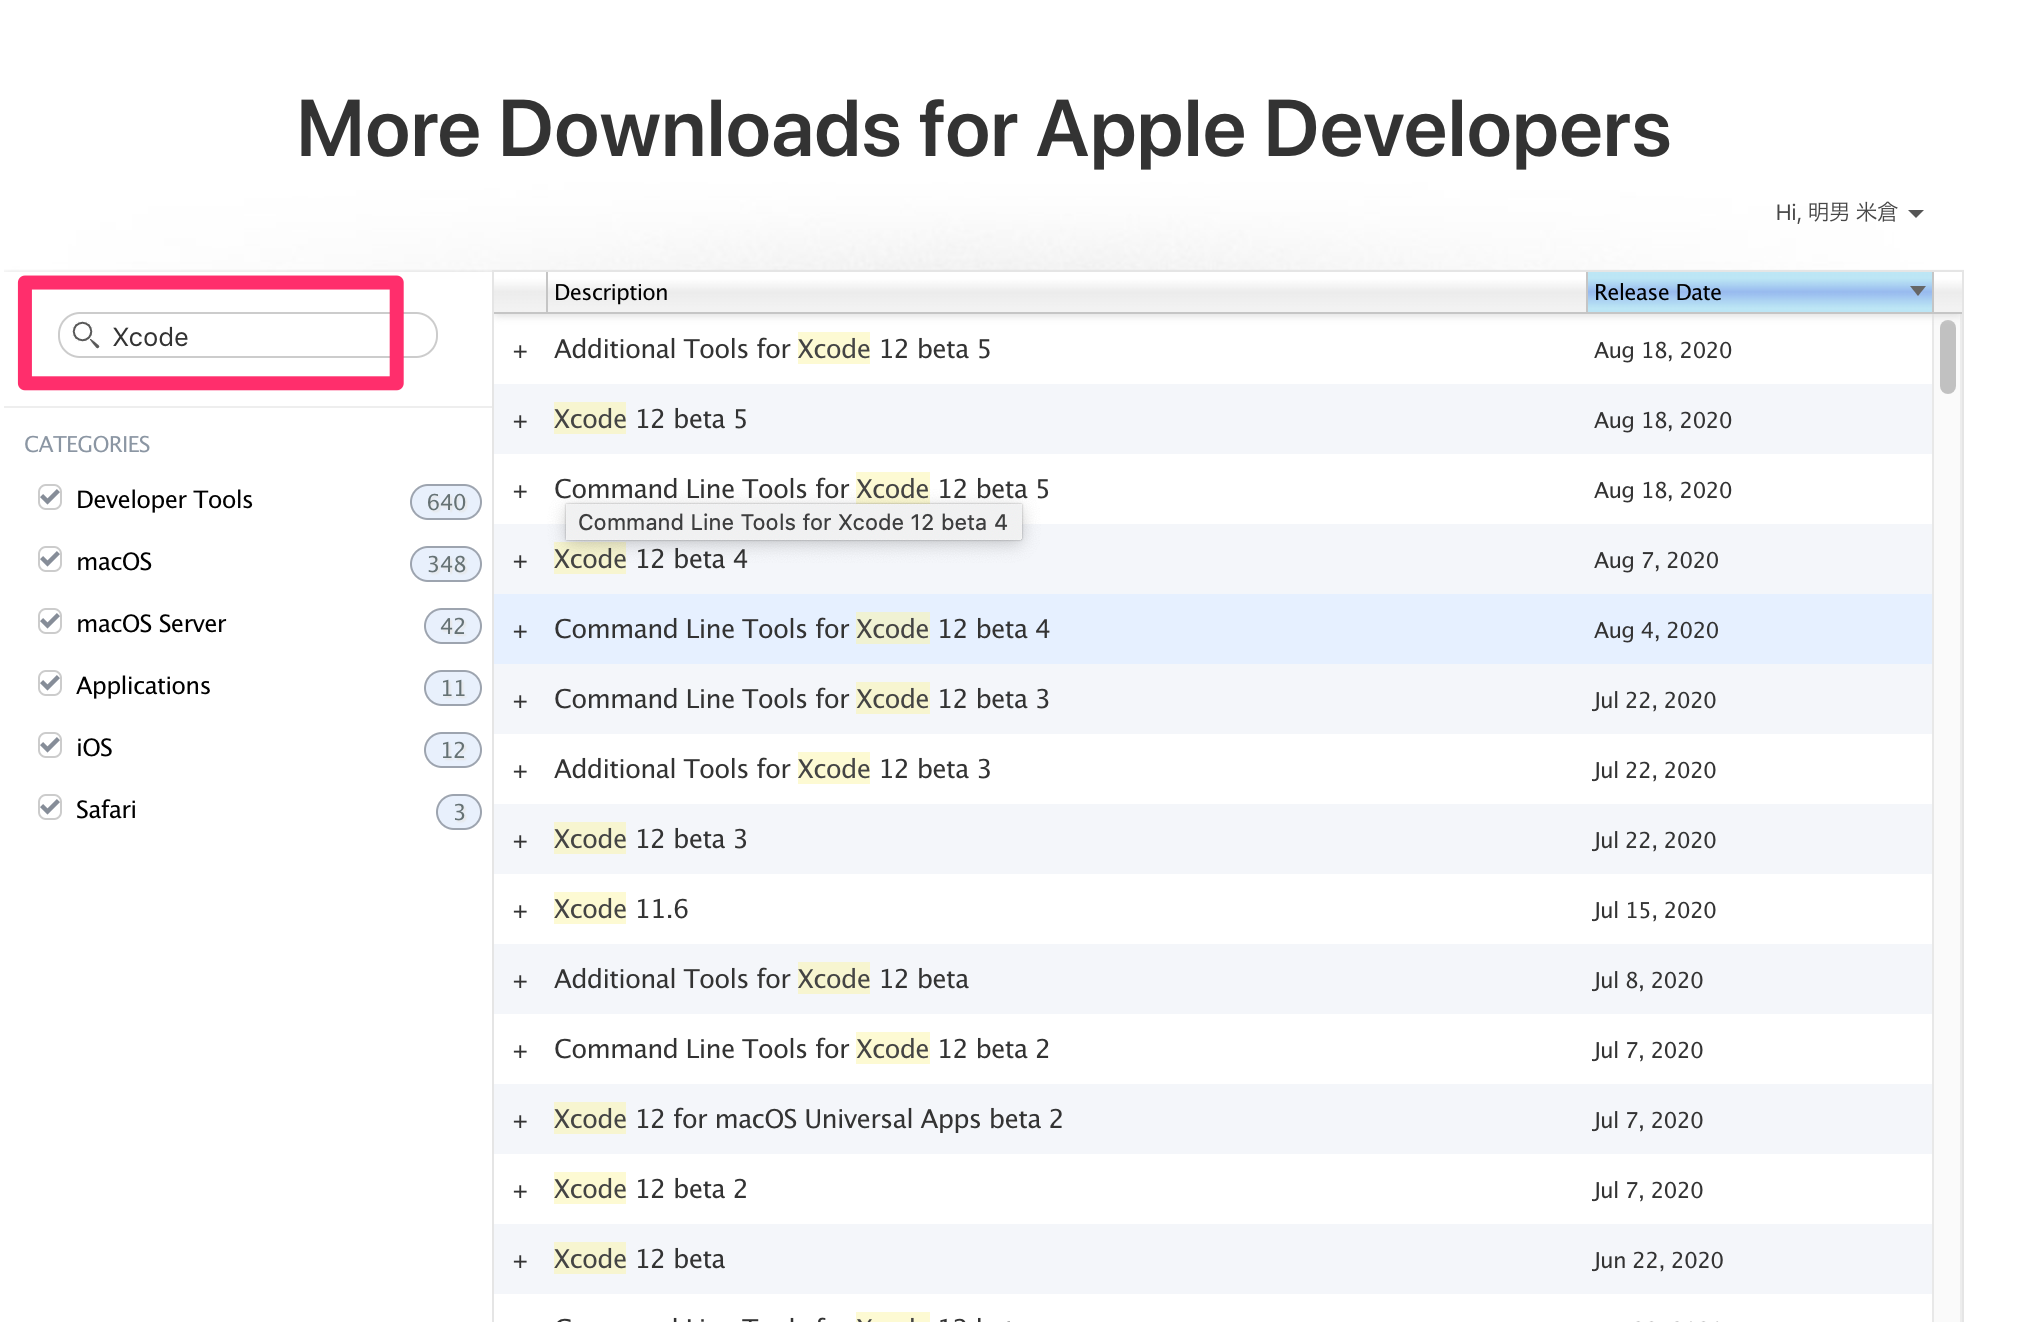 More Downloads for Apple Developers
Hi, 明男 米倉
Xcode
CATEGORIES
Developer Tools 640
macOS 348
macOS Server 42
Applications 11
iOS 12
Safari 3
Description Release Date
+ Additional Tools for Xcode 12 beta 5 Aug 18, 2020
+ Xcode 12 beta 5 Aug 18, 2020
+ Command Line Tools for Xcode 12 beta 5 Aug 18, 2020
Command Line Tools for Xcode 12 beta 4
+ Xcode 12 beta 4 Aug 7, 2020
+ Command Line Tools for Xcode 12 beta 4 Aug 4, 2020
+ Command Line Tools for Xcode 12 beta 3 Jul 22, 2020
+ Additional Tools for Xcode 12 beta 3 Jul 22, 2020
+ Xcode 12 beta 3 Jul 22, 2020
+ Xcode 11.6 Jul 15, 2020
+ Additional Tools for Xcode 12 beta Jul 8, 2020
+ Command Line Tools for Xcode 12 beta 2 Jul 7, 2020
+ Xcode 12 for macOS Universal Apps beta 2 Jul 7, 2020
+ Xcode 12 beta 2 Jul 7, 2020
+ Xcode 12 beta Jun 22, 2020